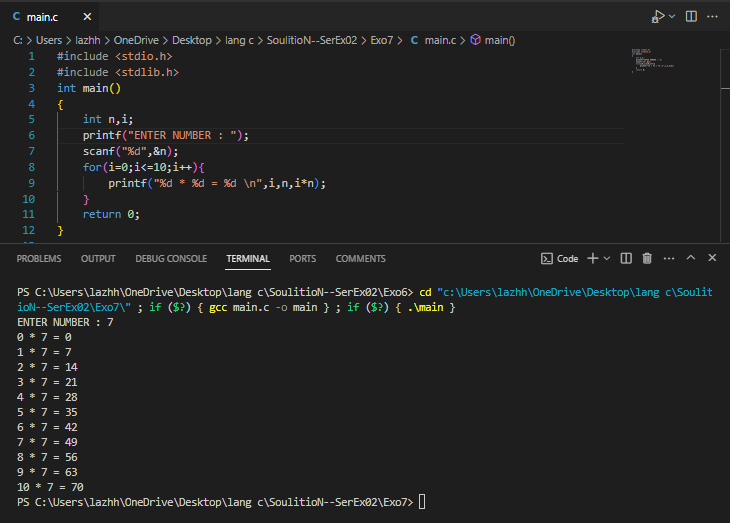 C main.c ×
C: > Users > lazhh > OneDrive > Desktop > lang c > SoulitioN--SerEx02 > Exo7 > C main.c > main()
1 #include <stdio.h>
2 #include <stdlib.h>
3 int main()
4 {
5 int n,i;
6 printf("ENTER NUMBER : ");
7 scanf("%d",&n);
8 for(i=0;i<=10;i++){
9 printf("%d * %d = %d \n",i,n,i*n);
10 }
11 return 0;
12 }
PROBLEMS OUTPUT DEBUG CONSOLE TERMINAL PORTS COMMENTS Code
PS C:\Users\lazhh\OneDrive\Desktop\lang c\SoulitioN--SerEx02\Exo6> cd "c:\Users\lazhh\OneDrive\Desktop\lang c\Soulit
ioN--SerEx02\Exo7\" ; if ($?) { gcc main.c -o main } ; if ($?) { .\main }
ENTER NUMBER : 7
0 * 7 = 0
1 * 7 = 7
2 * 7 = 14
3 * 7 = 21
4 * 7 = 28
5 * 7 = 35
6 * 7 = 42
7 * 7 = 49
8 * 7 = 56
9 * 7 = 63
10 * 7 = 70
PS C:\Users\lazhh\OneDrive\Desktop\lang c\SoulitioN--SerEx02\Exo7>